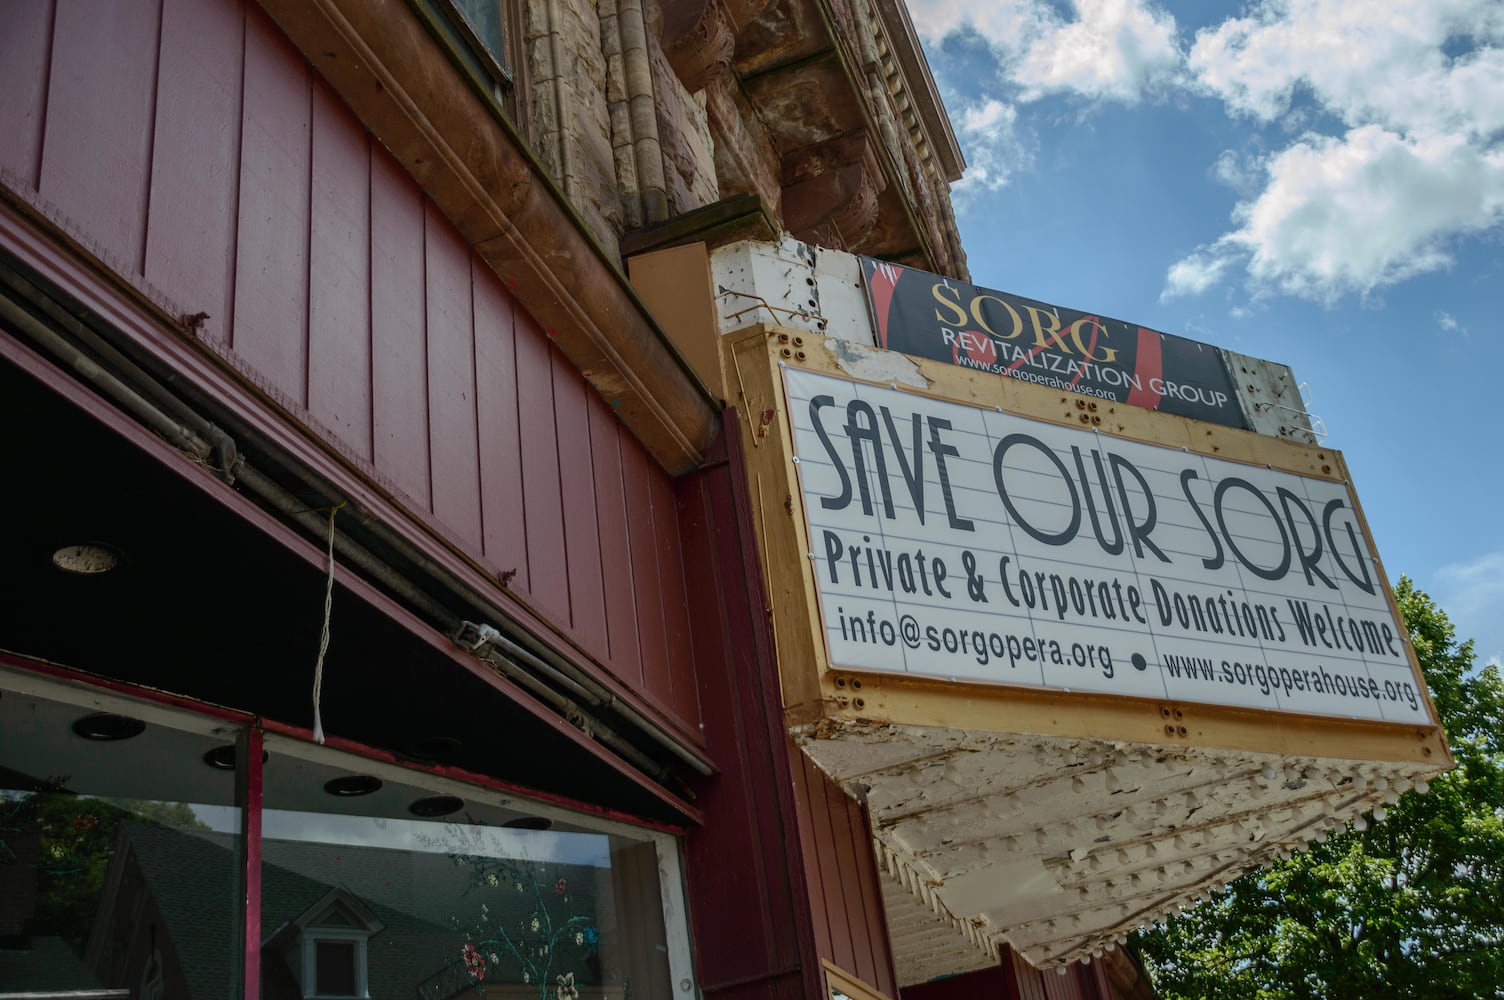 SORG
REVITALIZATION GROUP
www.sorgoperahouse.org
SAVE OUR SORG
Private & Corporate Donations Welcome
info@sorgopera.org • www.sorgoperahouse.org